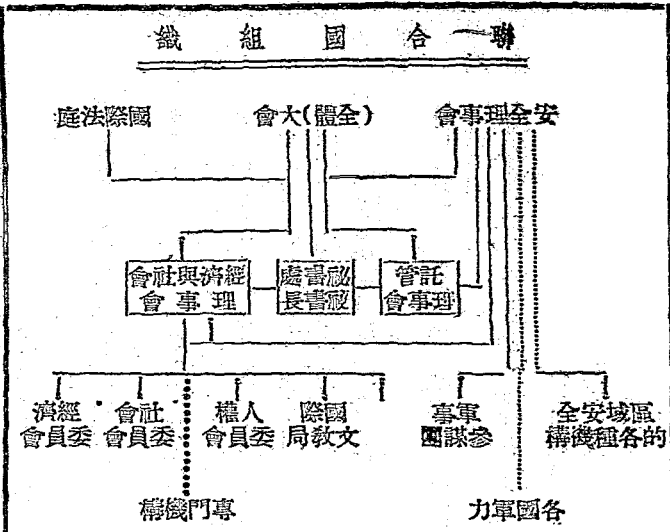 聯合國組織
安全理事會
(全體)大會
國際法庭
託管
理事會
祕書處
祕書長
經濟與社會
理事會
區域安全
的各種機構
軍事
參謀團
國際
文教局
人權
委員會
社會
委員會
經濟
委員會
各國軍力
專門機構